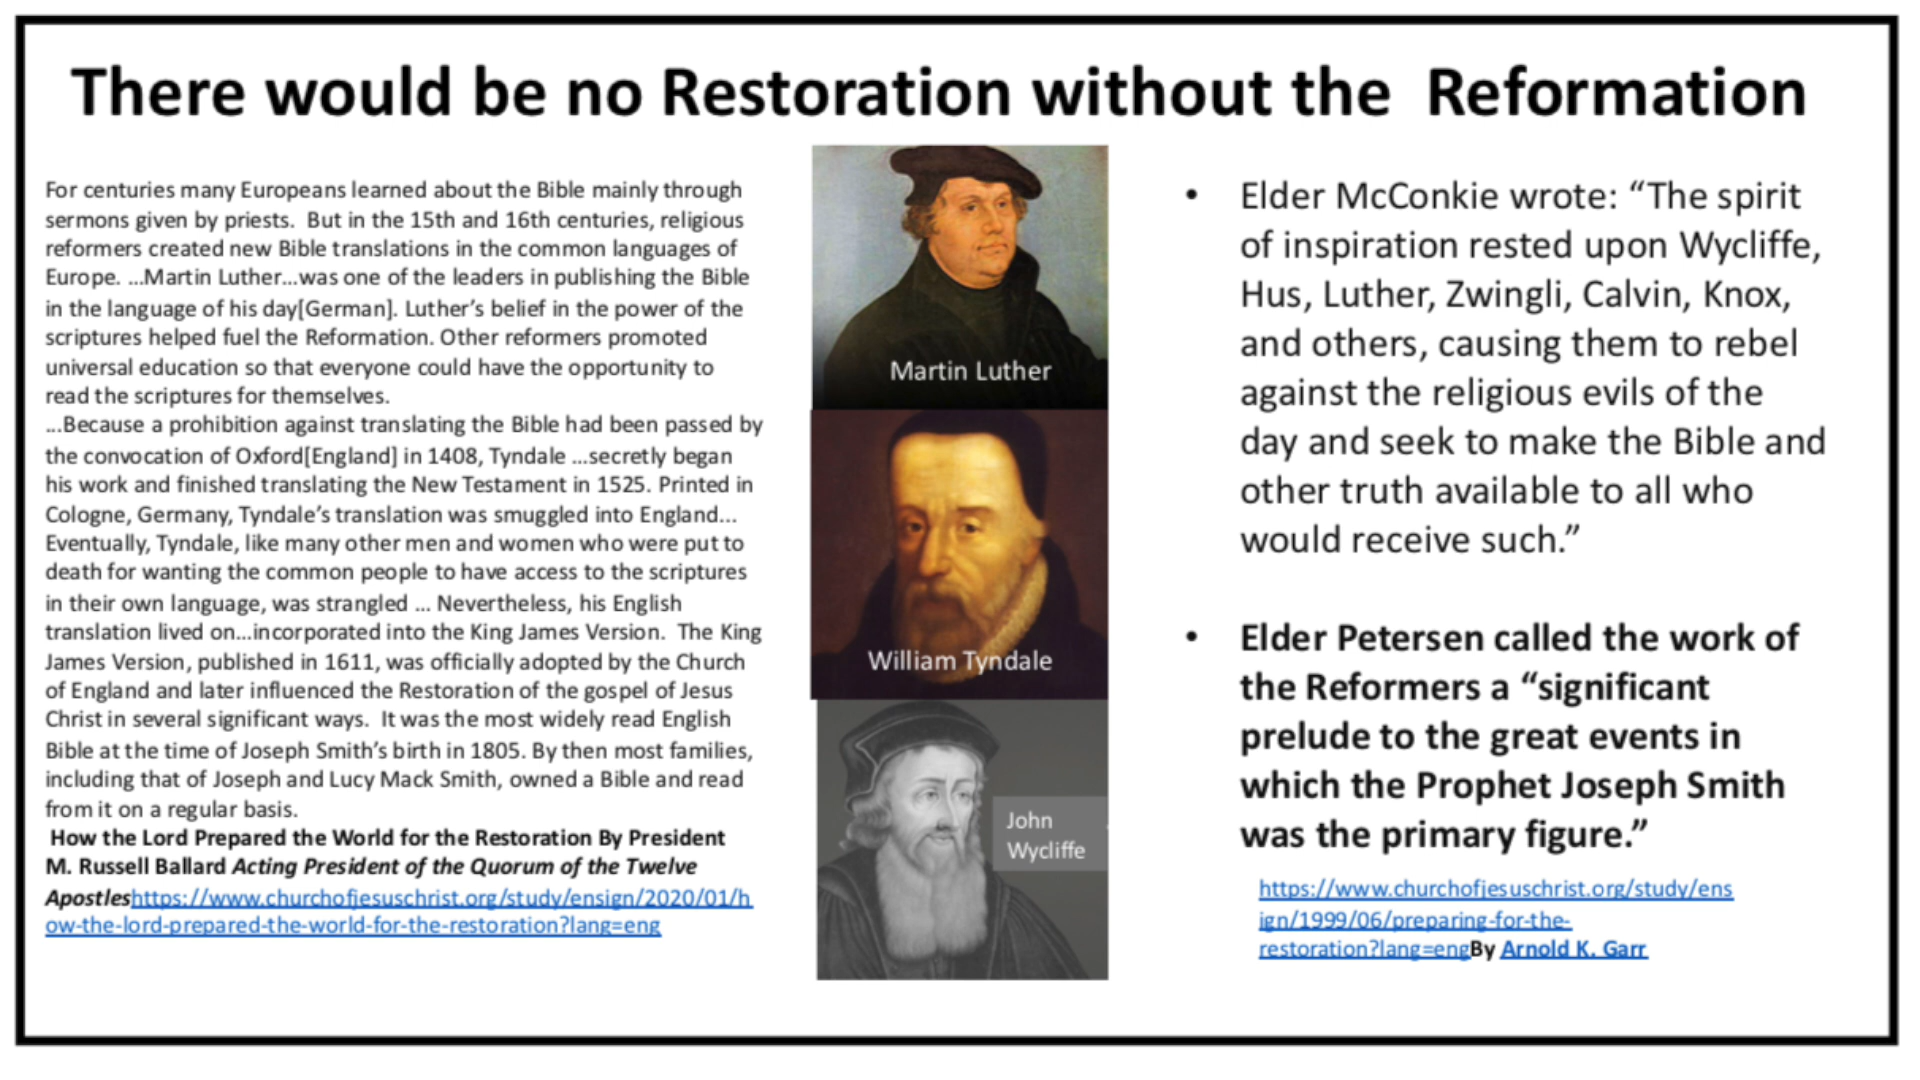 There would be no Restoration without the  Reformation
For centuries many Europeans learned about the Bible mainly through
sermons given by priests.  But in the 15th and 16th centuries, religious
reformers created new Bible translations in the common languages of
Europe. ...Martin Luther...was one of the leaders in publishing the Bible
in the language of his day[German]. Luther’s belief in the power of the
scriptures helped fuel the Reformation. Other reformers promoted
universal education so that everyone could have the opportunity to
read the scriptures for themselves.
...Because a prohibition against translating the Bible had been passed by
the convocation of Oxford[England] in 1408, Tyndale ...secretly began
his work and finished translating the New Testament in 1525. Printed in
Cologne, Germany, Tyndale’s translation was smuggled into England...
Eventually, Tyndale, like many other men and women who were put to
death for wanting the common people to have access to the scriptures
in their own language, was strangled ... Nevertheless, his English
translation lived on...incorporated into the King James Version.  The King
James Version, published in 1611, was officially adopted by the Church
of England and later influenced the Restoration of the gospel of Jesus
Christ in several significant ways.  It was the most widely read English
Bible at the time of Joseph Smith’s birth in 1805. By then most families,
including that of Joseph and Lucy Mack Smith, owned a Bible and read
from it on a regular basis.
How the Lord Prepared the World for the Restoration By President
M. Russell Ballard Acting President of the Quorum of the Twelve
Apostleshttps://www.churchofjesuschrist.org/study/ensign/2020/01/h
ow-the-lord-prepared-the-world-for-the-restoration?lang=eng
Martin Luther
William Tyndale
John
Wycliffe
• Elder McConkie wrote: “The spirit
of inspiration rested upon Wycliffe,
Hus, Luther, Zwingli, Calvin, Knox,
and others, causing them to rebel
against the religious evils of the
day and seek to make the Bible and
other truth available to all who
would receive such.”
• Elder Petersen called the work of
the Reformers a “significant
prelude to the great events in
which the Prophet Joseph Smith
was the primary figure.”
https://www.churchofjesuschrist.org/study/ens
ign/1999/06/preparing-for-the-
restoration?lang=engBy Arnold K. Garr